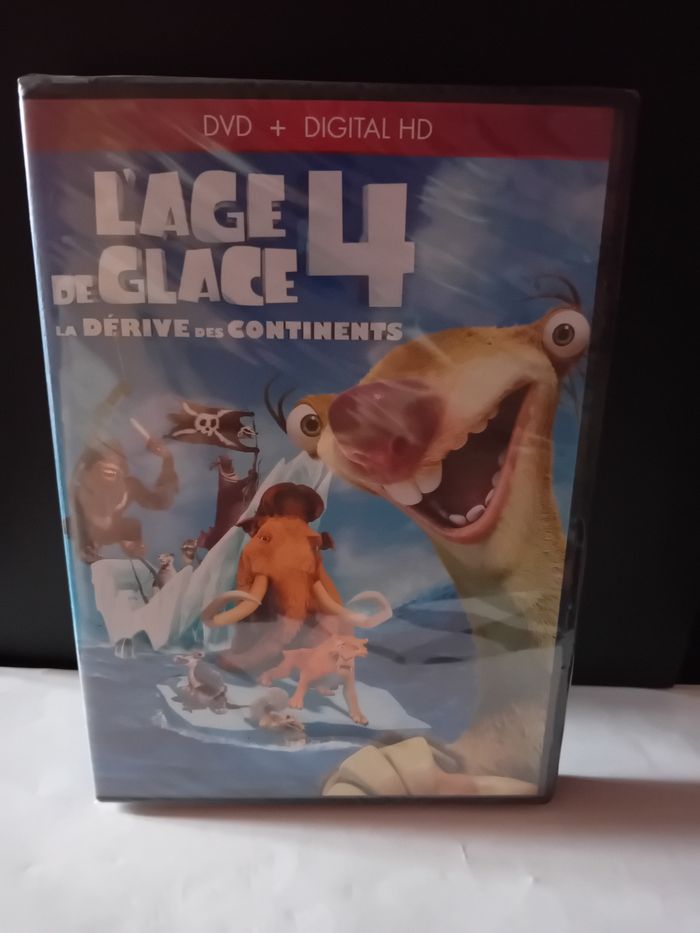 DVD + DIGITAL HD
L'AGE
DE GLACE 4
LA DÉRIVE DES CONTINENTS